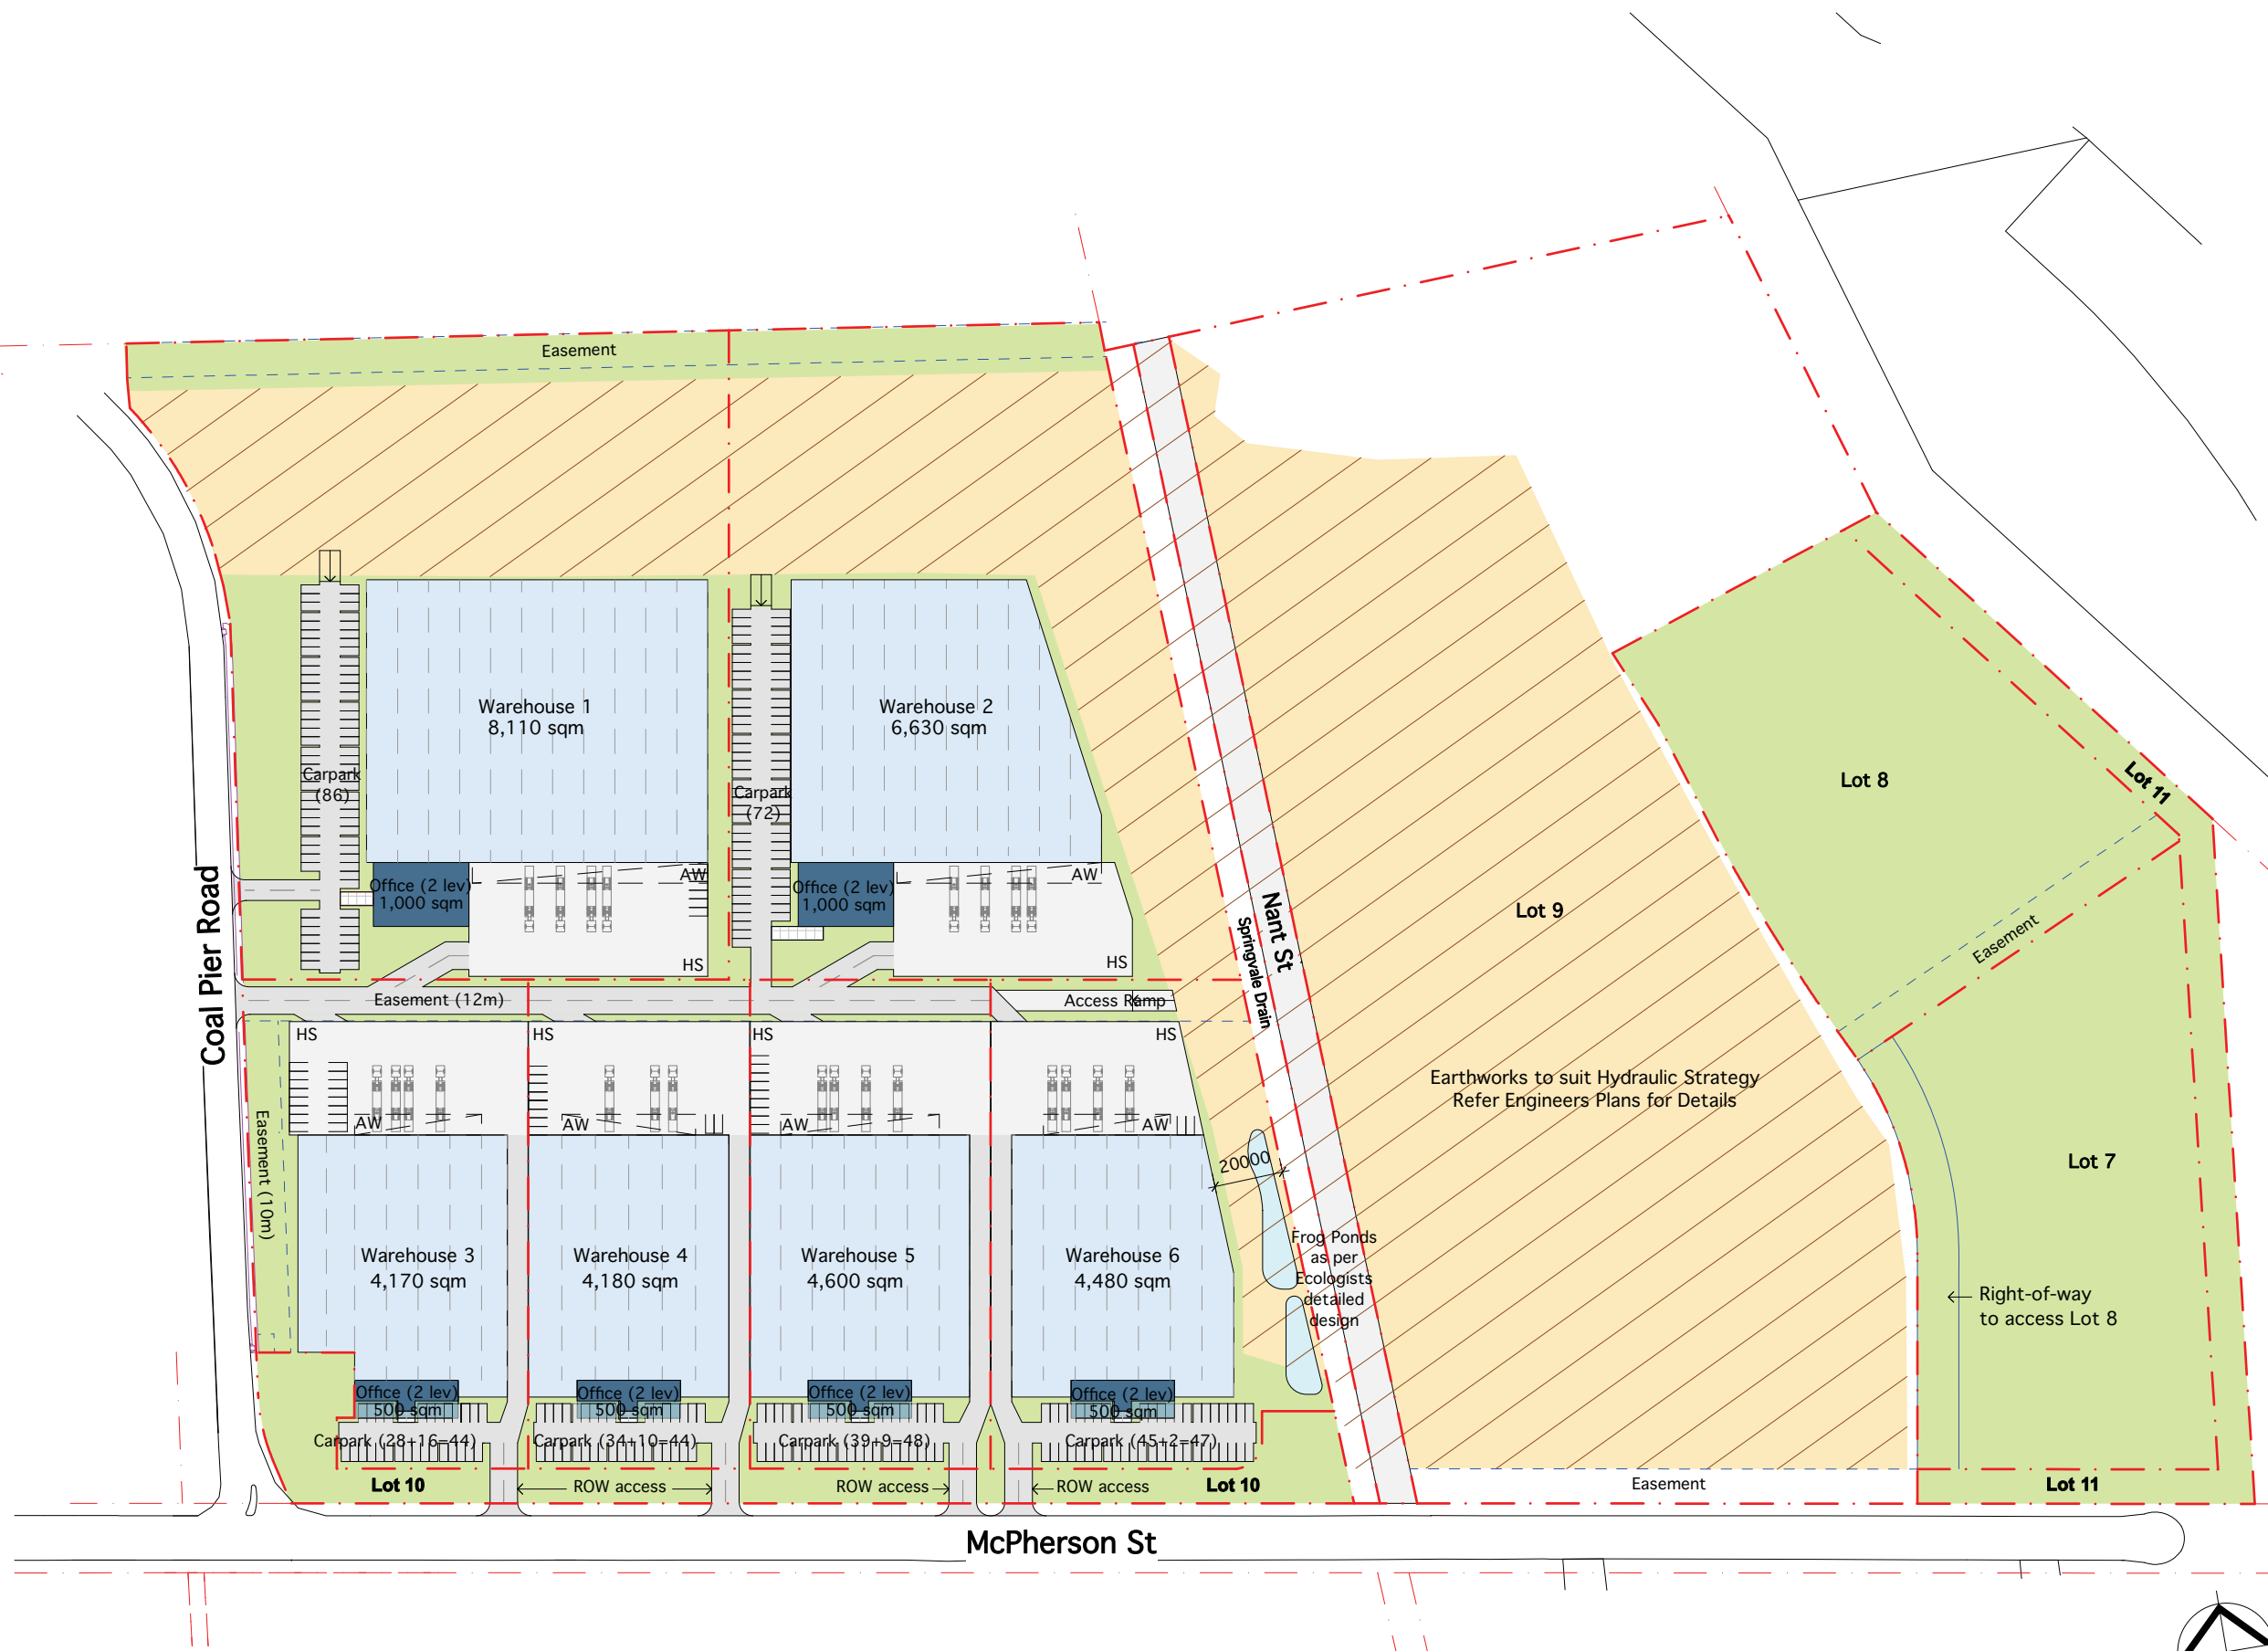 Easement
Warehouse 1
8,110 sqm
Warehouse 2
6,630 sqm
Carpark
(86)
Carpark
(72)
Lot 8
Lot 11
Office (2 lev)
1,000 sqm
AW
Office (2 lev)
1,000 sqm
AW
HS
HS
Coal Pier Road
Nant St
Springvale Drain
Lot 9
Easement
Easement (12m)
Access Ramp
HS
HS
HS
HS
AW
AW
AW
AW
Easement (10m)
Earthworks to suit Hydraulic Strategy
Refer Engineers Plans for Details
20000
Lot 7
Warehouse 3
4,170 sqm
Warehouse 4
4,180 sqm
Warehouse 5
4,600 sqm
Warehouse 6
4,480 sqm
Frog Ponds
as per
Ecologists
detailed
design
Right-of-way
to access Lot 8
Office (2 lev)
500 sqm
Office (2 lev)
500 sqm
Office (2 lev)
500 sqm
Office (2 lev)
500 sqm
Carpark (28+16=44)
Carpark (34+10=44)
Carpark (39+9=48)
Carpark (45+2=47)
Lot 10
ROW access
ROW access
ROW access
Lot 10
Easement
Lot 11
McPherson St